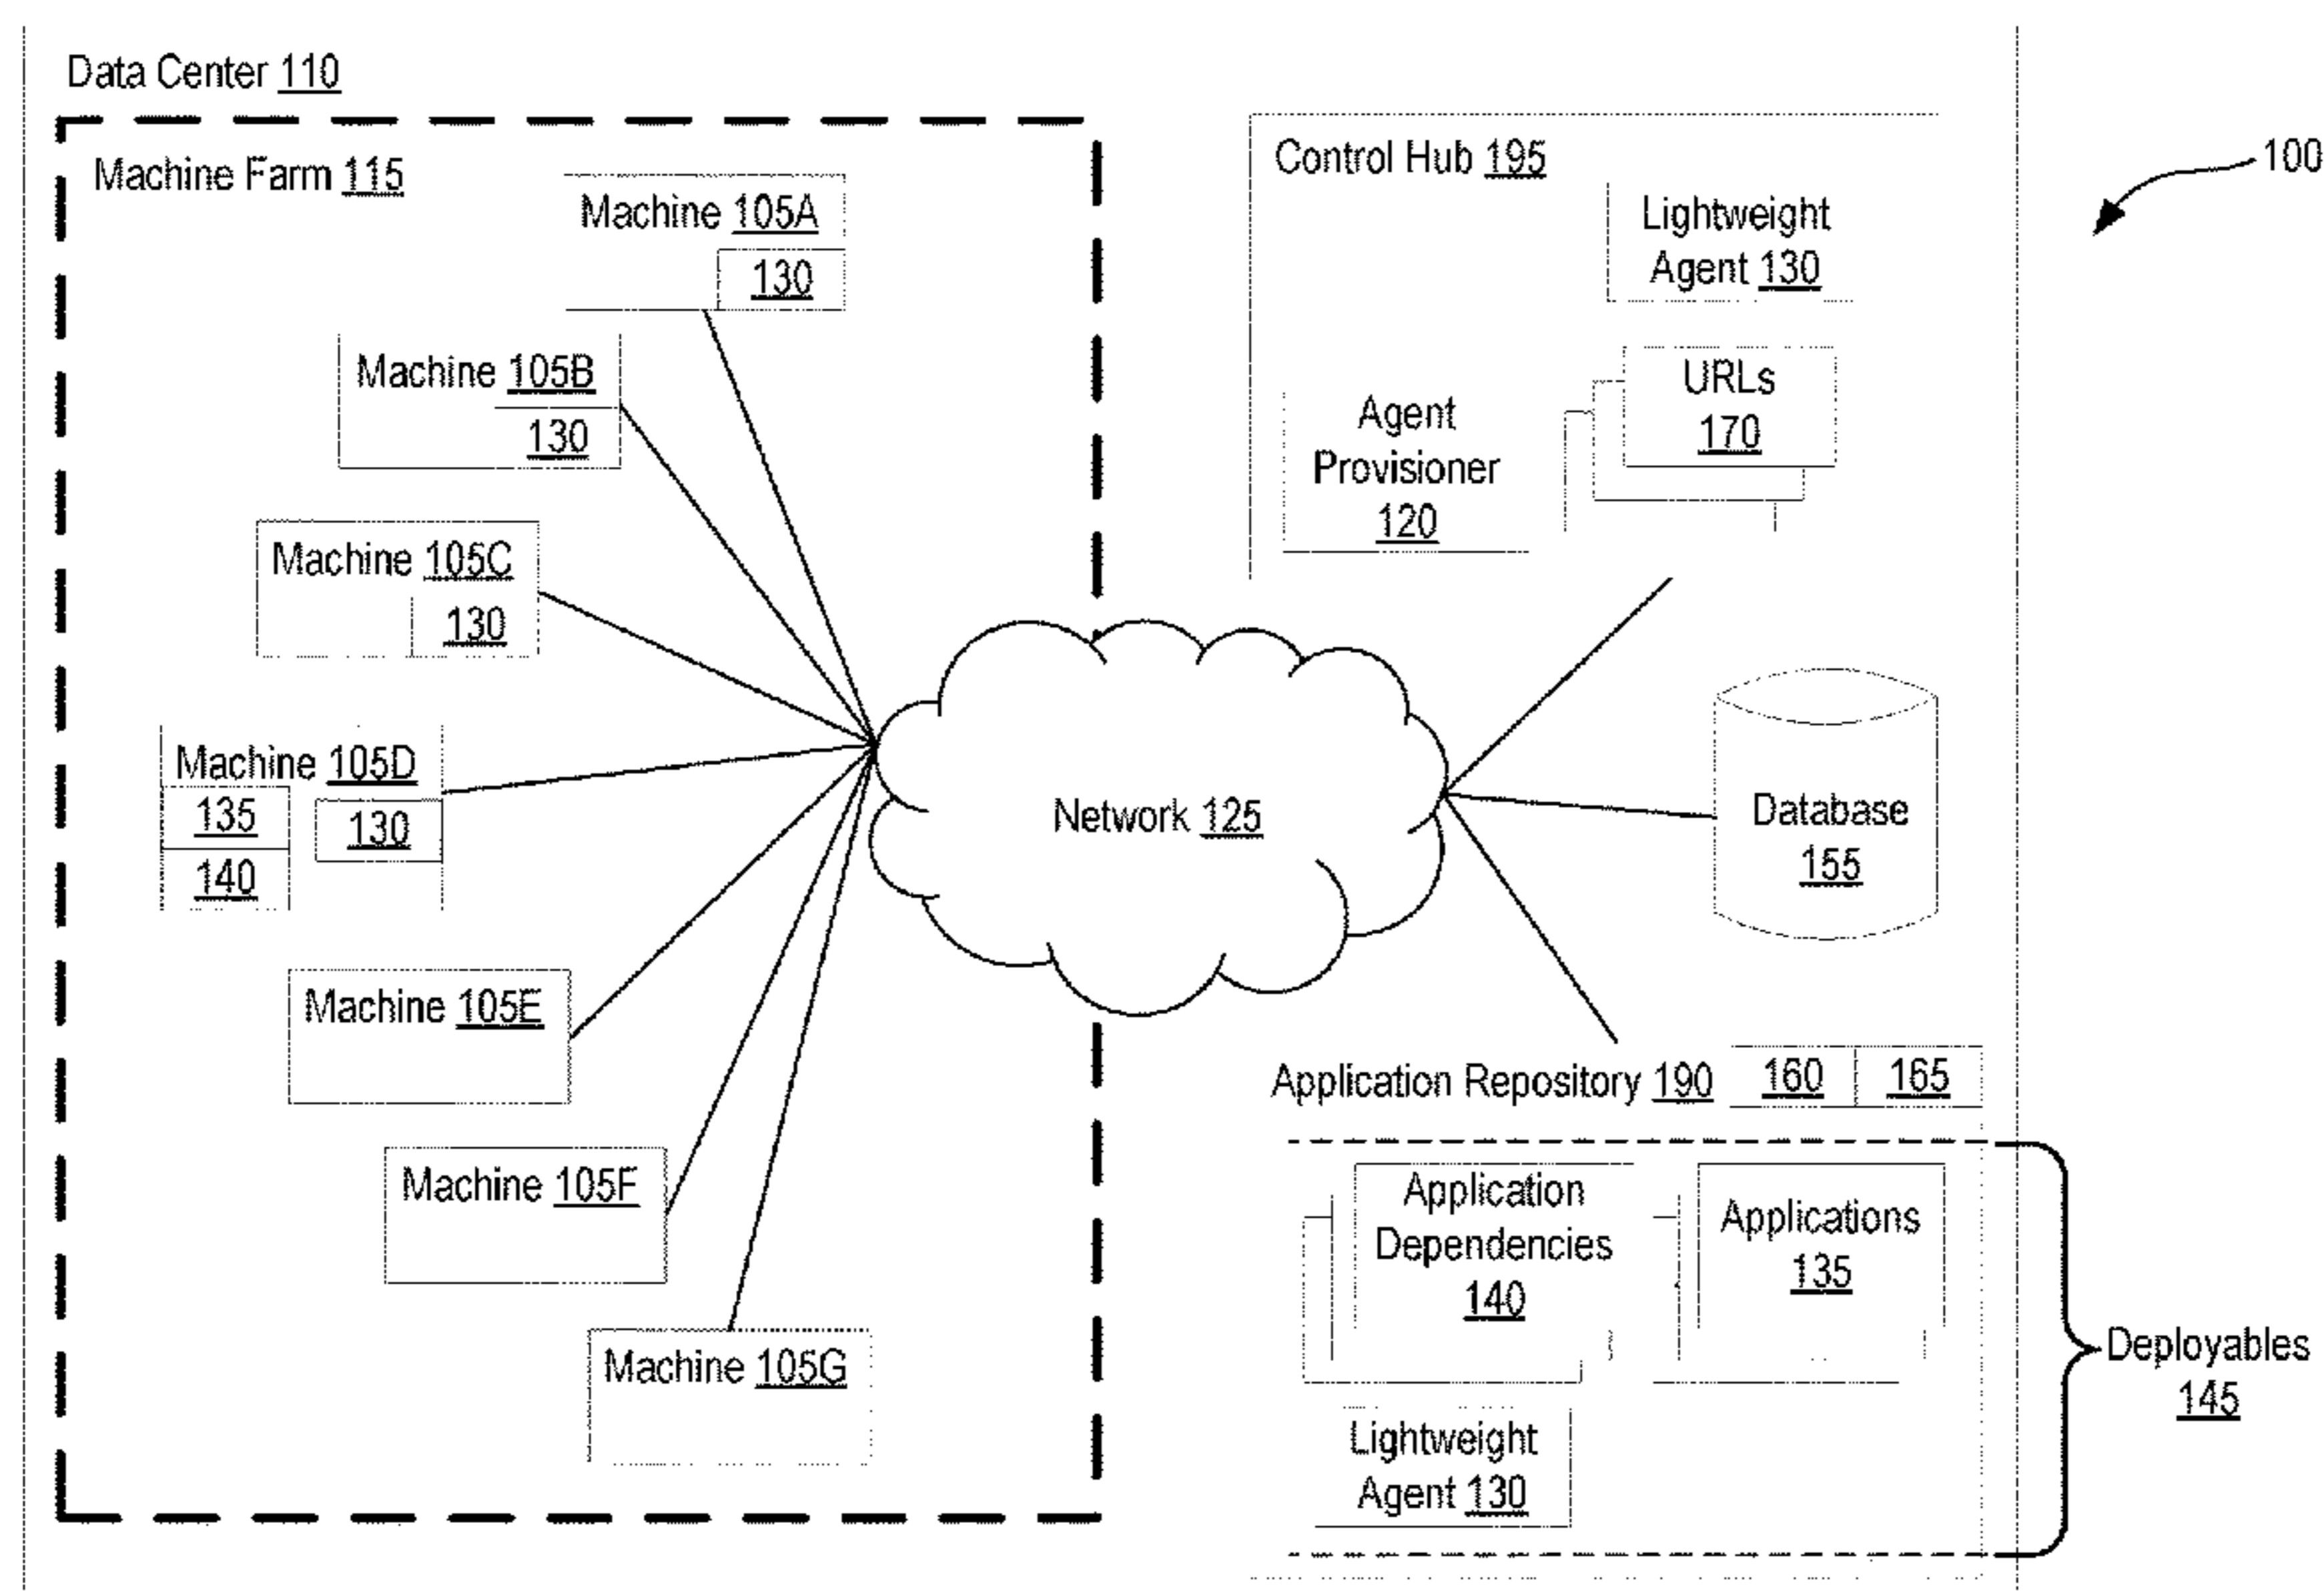 Data Center 110
Machine Farm 115
Machine 105A
130
Machine 105B
130
Machine 105C
130
Machine 105D
135
130
140
Machine 105E
Machine 105F
Machine 105G
Network 125
Control Hub 195
Lightweight
Agent 130
URLs
170
Agent
Provisioner
120
100
Database
155
Application Repository 190
160
165
Application
Dependencies
140
Applications
135
Lightweight
Agent 130
Deployables
145